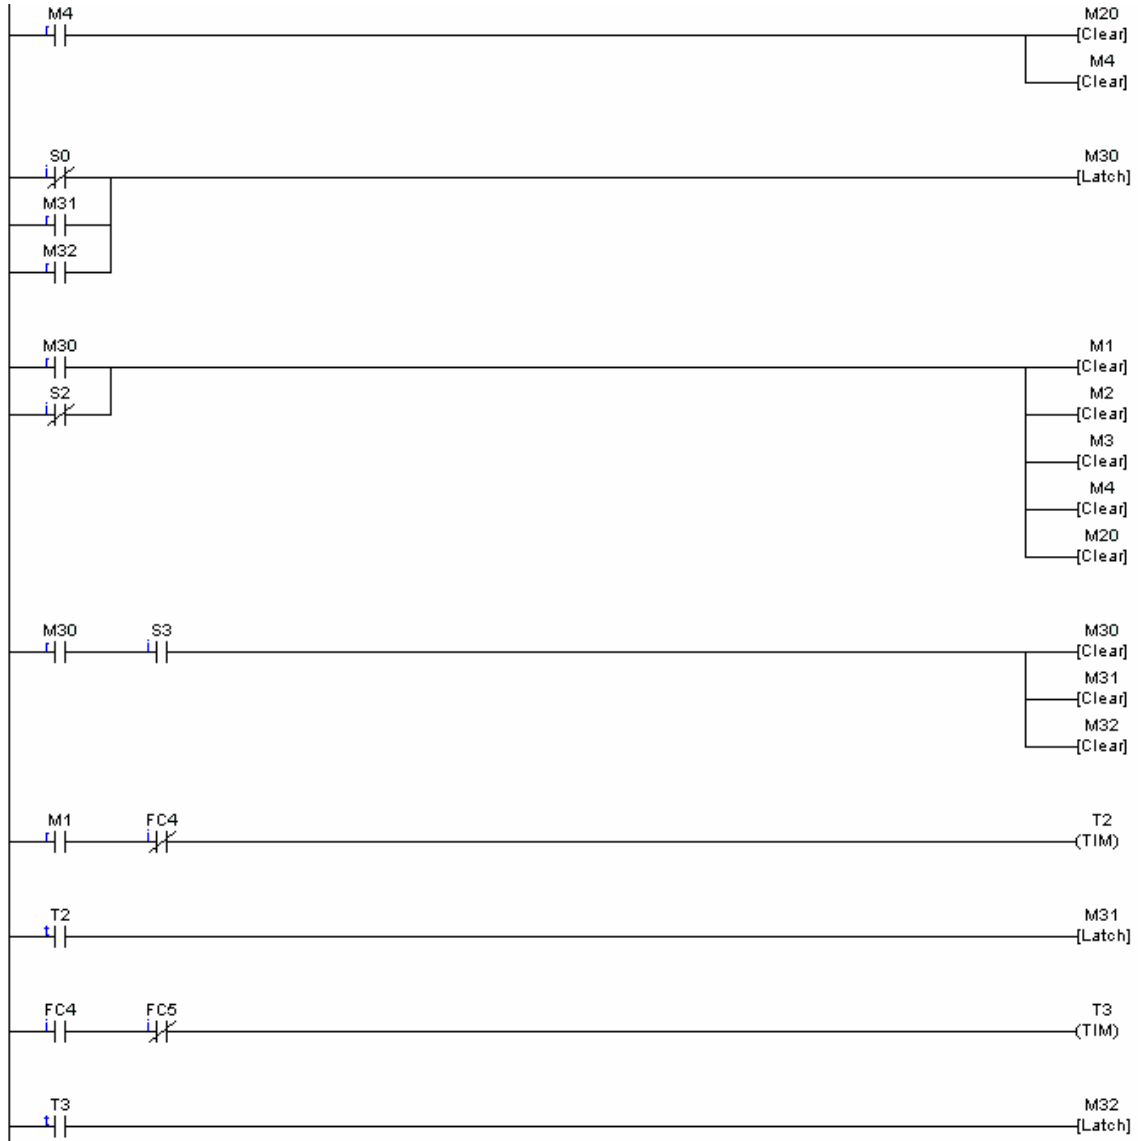 M4 M20
r [Clear]
M4
[Clear]
S0 M30
i [Latch]
M31
r
M32
r
M30 M1
r [Clear]
S2 M2
i [Clear]
M3
[Clear]
M4
[Clear]
M20
[Clear]
M30 S3 M30
r i [Clear]
M31
[Clear]
M32
[Clear]
M1 FC4 T2
r i (TIM)
T2 M31
t [Latch]
FC4 FC5 T3
i i (TIM)
T3 M32
t [Latch]